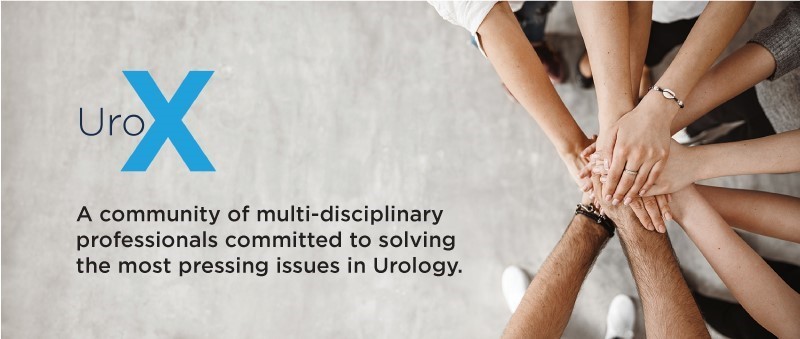 UroX
A community of multi-disciplinary
professionals committed to solving
the most pressing issues in Urology.